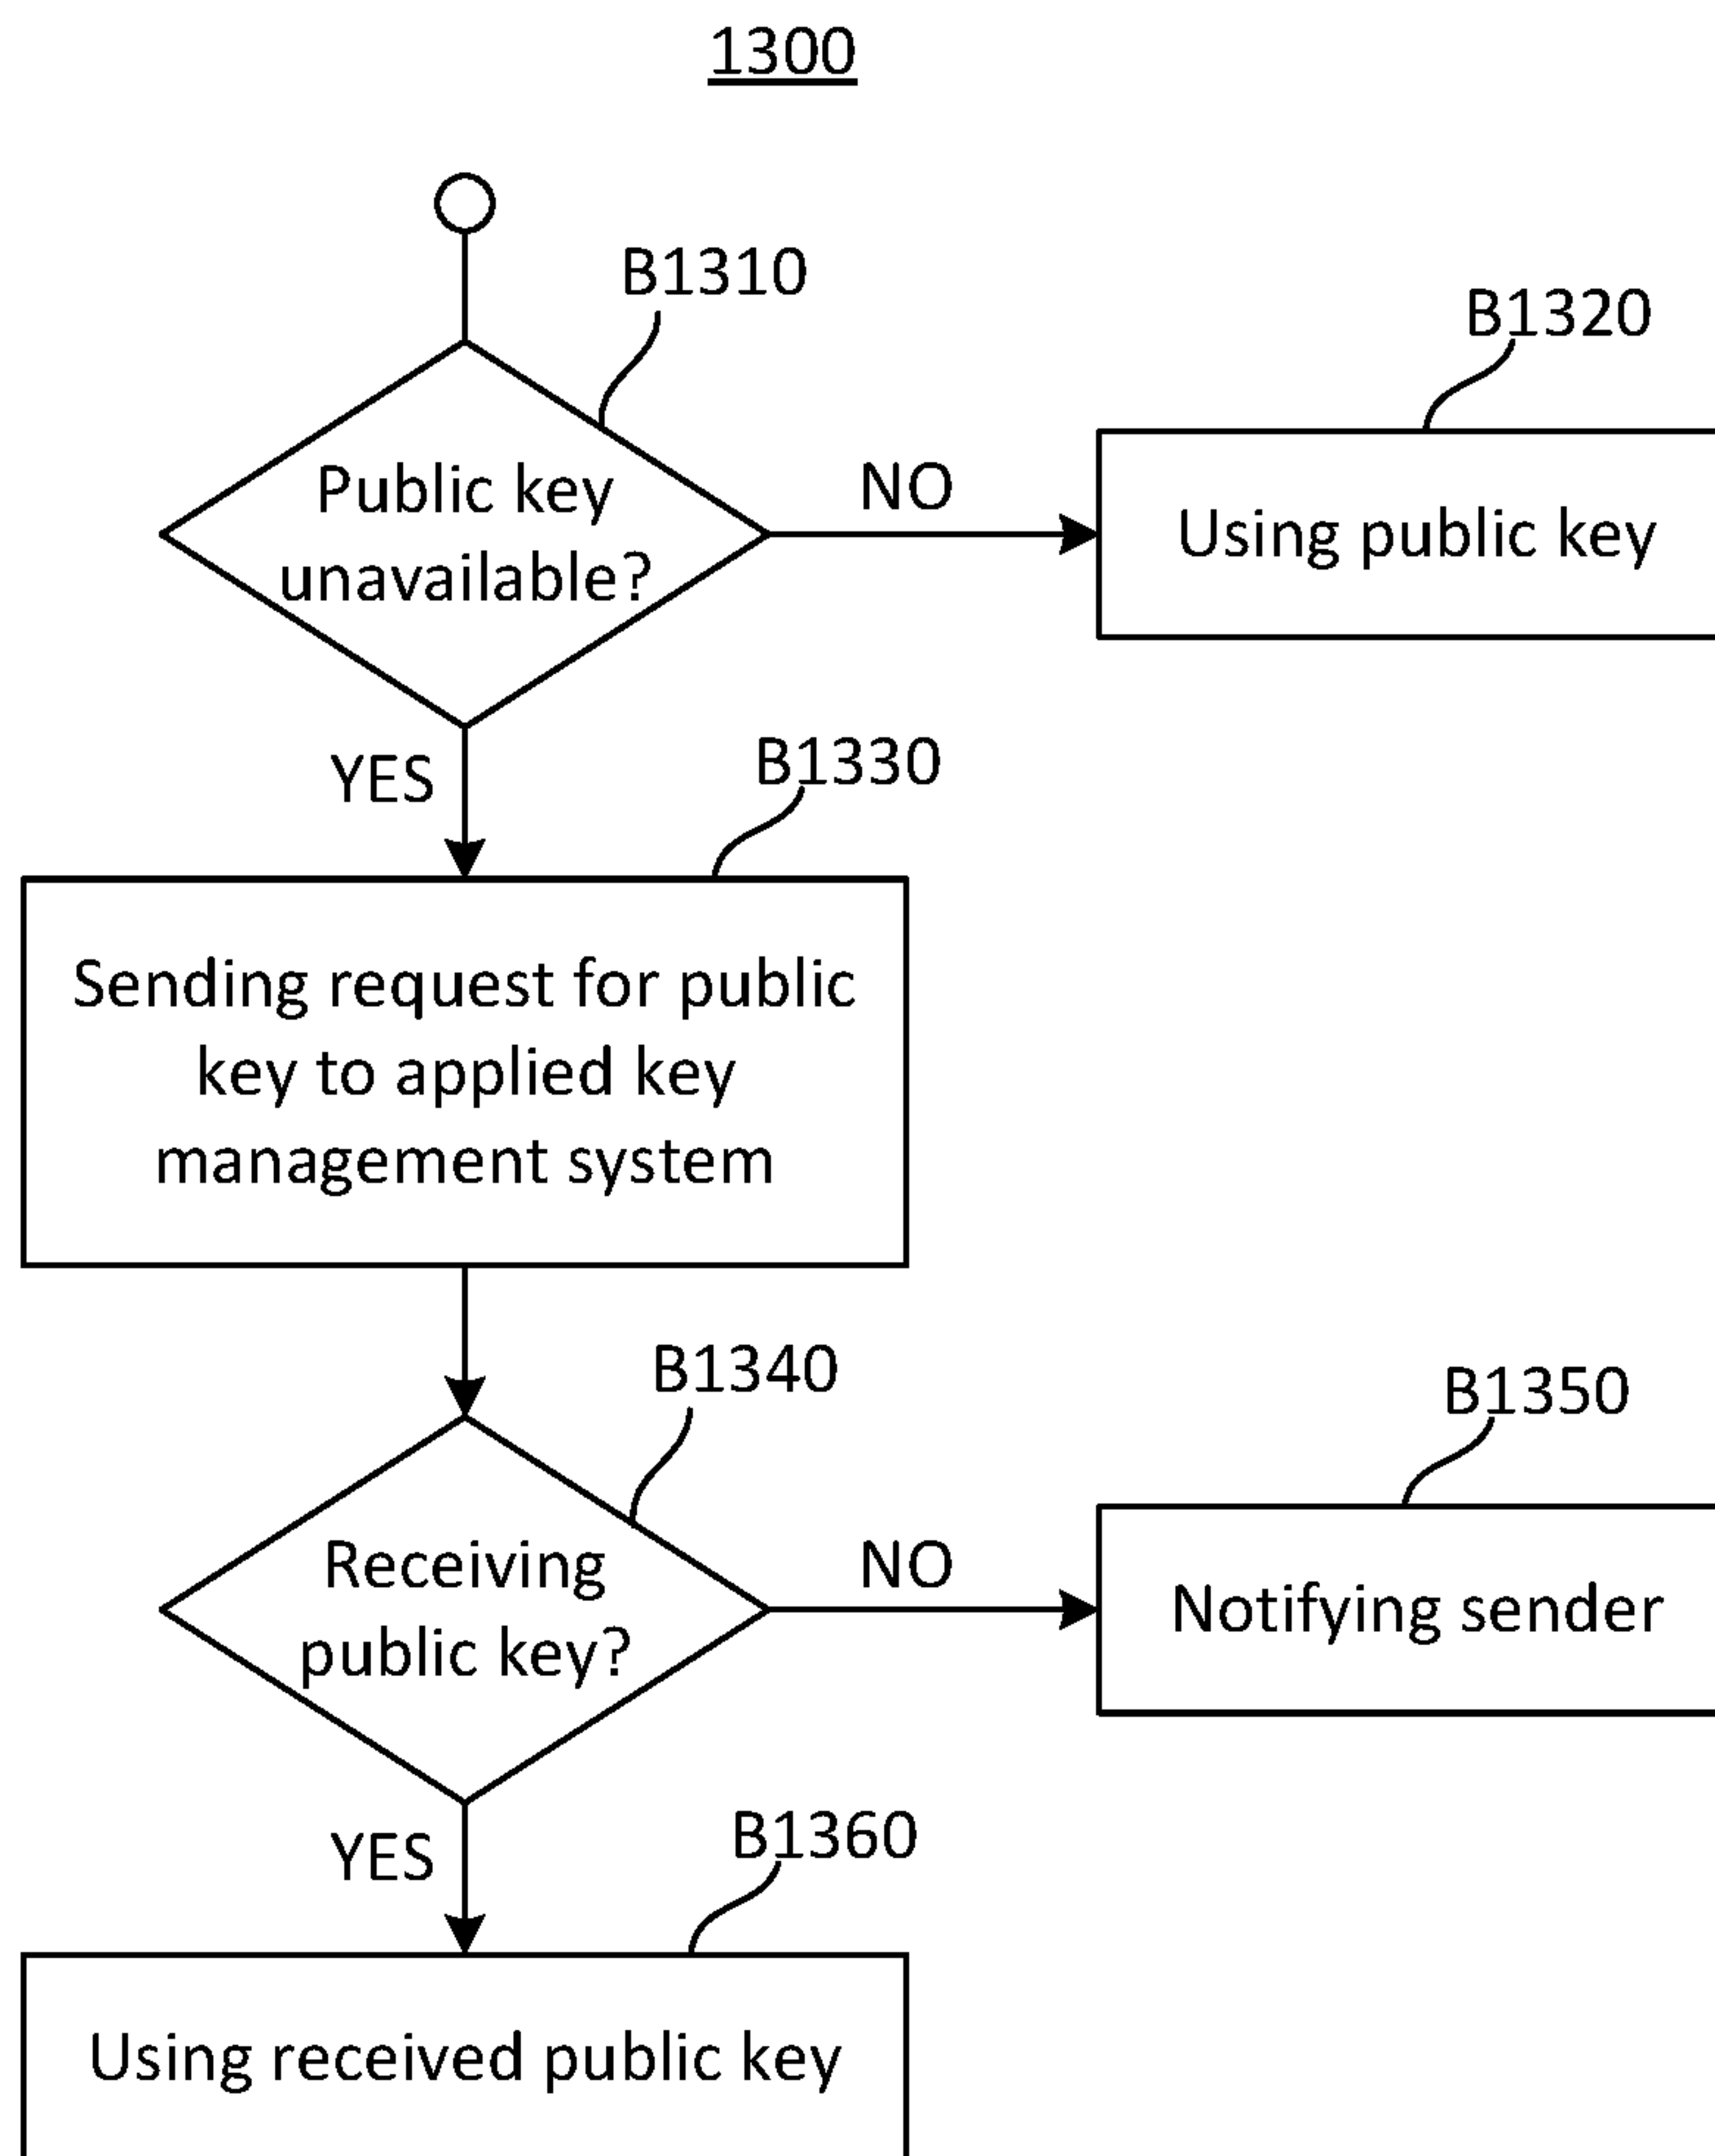 1300
B1310
B1320
Public key
unavailable?
NO
Using public key
YES
B1330
Sending request for public
key to applied key
management system
B1340
B1350
Receiving
public key?
NO
Notifying sender
YES
B1360
Using received public key